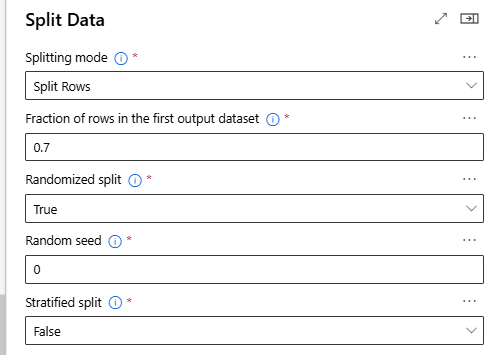 Split Data
Splitting mode *
Split Rows
Fraction of rows in the first output dataset *
0.7
Randomized split *
True
Random seed *
0
Stratified split *
False